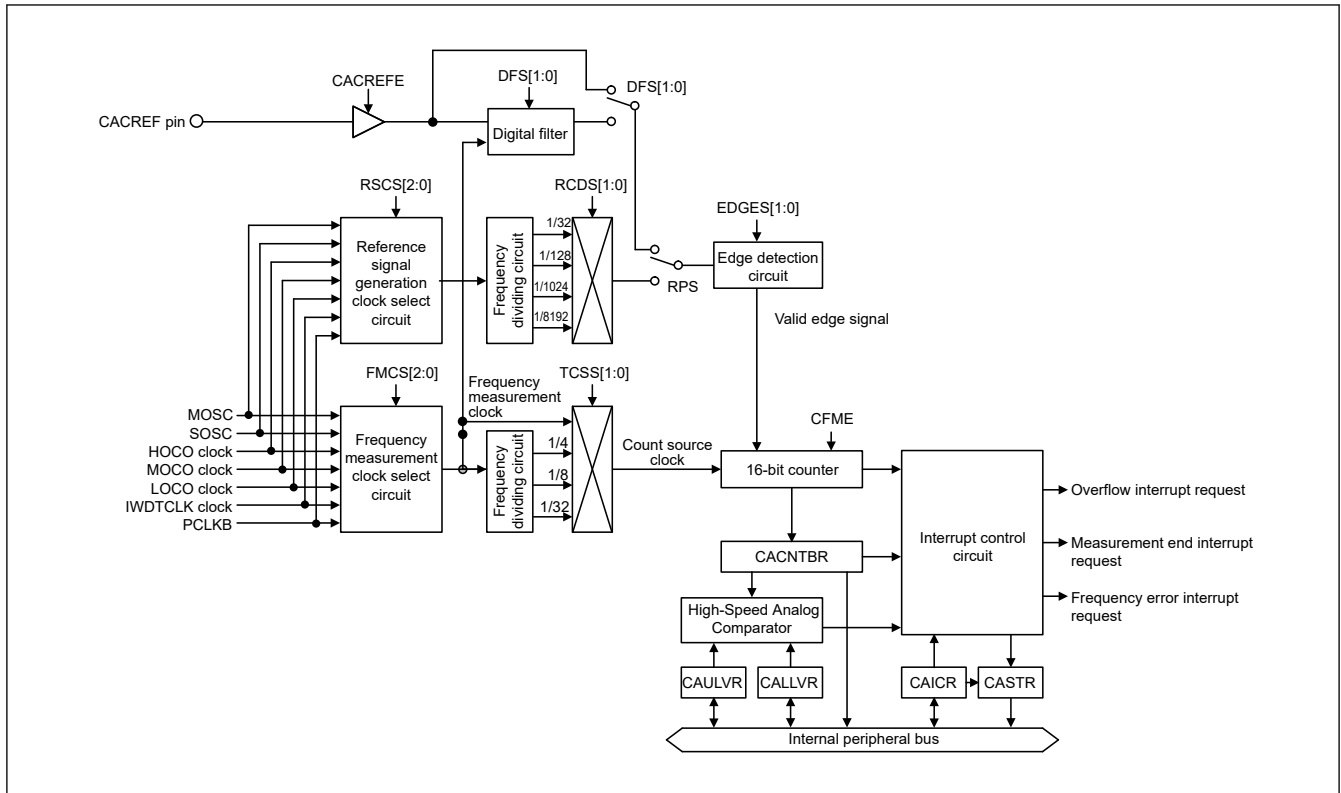 CACREFE
DFS[1:0]
DFS[1:0]
CACREF pin
Digital filter
RSCS[2:0]
RCDS[1:0]
EDGES[1:0]
Reference
signal
generation
clock select
circuit
Frequency
dividing circuit
1/32
1/128
1/1024
1/8192
RPS
Edge detection
circuit
Valid edge signal
FMCS[2:0]
Frequency
measurement
clock
TCSS[1:0]
CFME
MOSC
SOSC
HOCO clock
MOCO clock
LOCO clock
IWDTCLK clock
PCLKB
Frequency
measurement
clock select
circuit
Frequency
dividing circuit
1/4
1/8
1/32
Count source
clock
16-bit counter
CACNTBR
High-Speed Analog
Comparator
CAULVR
CALLVR
Interrupt control
circuit
Overflow interrupt request
Measurement end interrupt
request
Frequency error interrupt
request
CAICR
CASTR
Internal peripheral bus